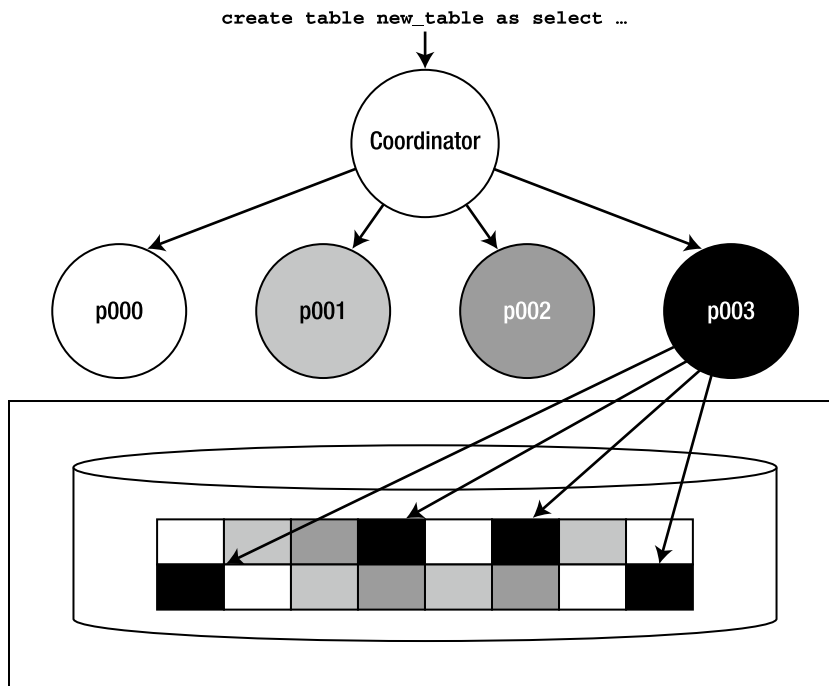 create table new_table as select …
Coordinator
p000
p001
p002
p003